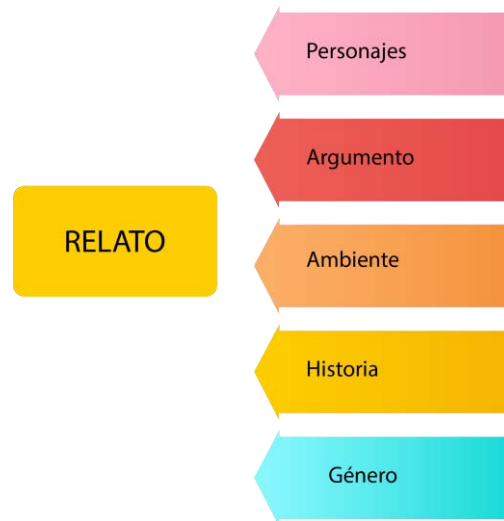 RELATO
Personajes
Argumento
Ambiente
Historia
Género